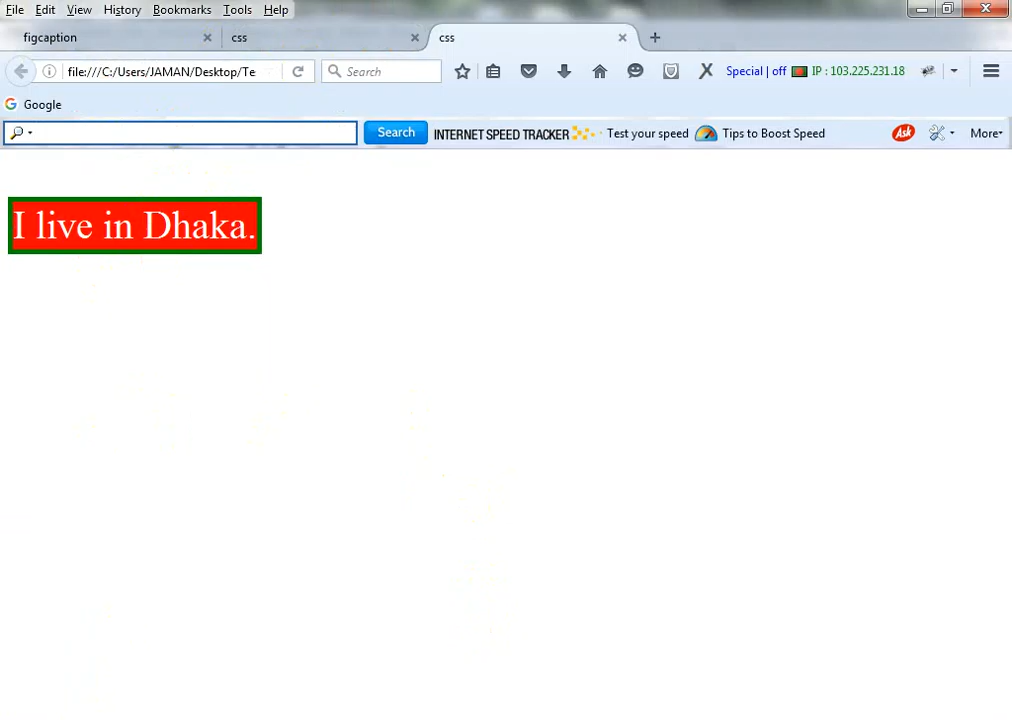 File Edit View History Bookmarks Tools Help
figcaption css css
file:///C:/Users/JAMAN/Desktop/Te Search Special | off IP : 103.225.231.18
Google
Search INTERNET SPEED TRACKER Test your speed Tips to Boost Speed Ask More
I live in Dhaka.